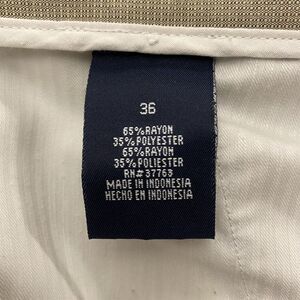 36
65%RAYON
35%POLYESTER
65%RAYON
35%POLIESTER
RN#37763
MADE IN INDONESIA
HECHO EN INDONESIA